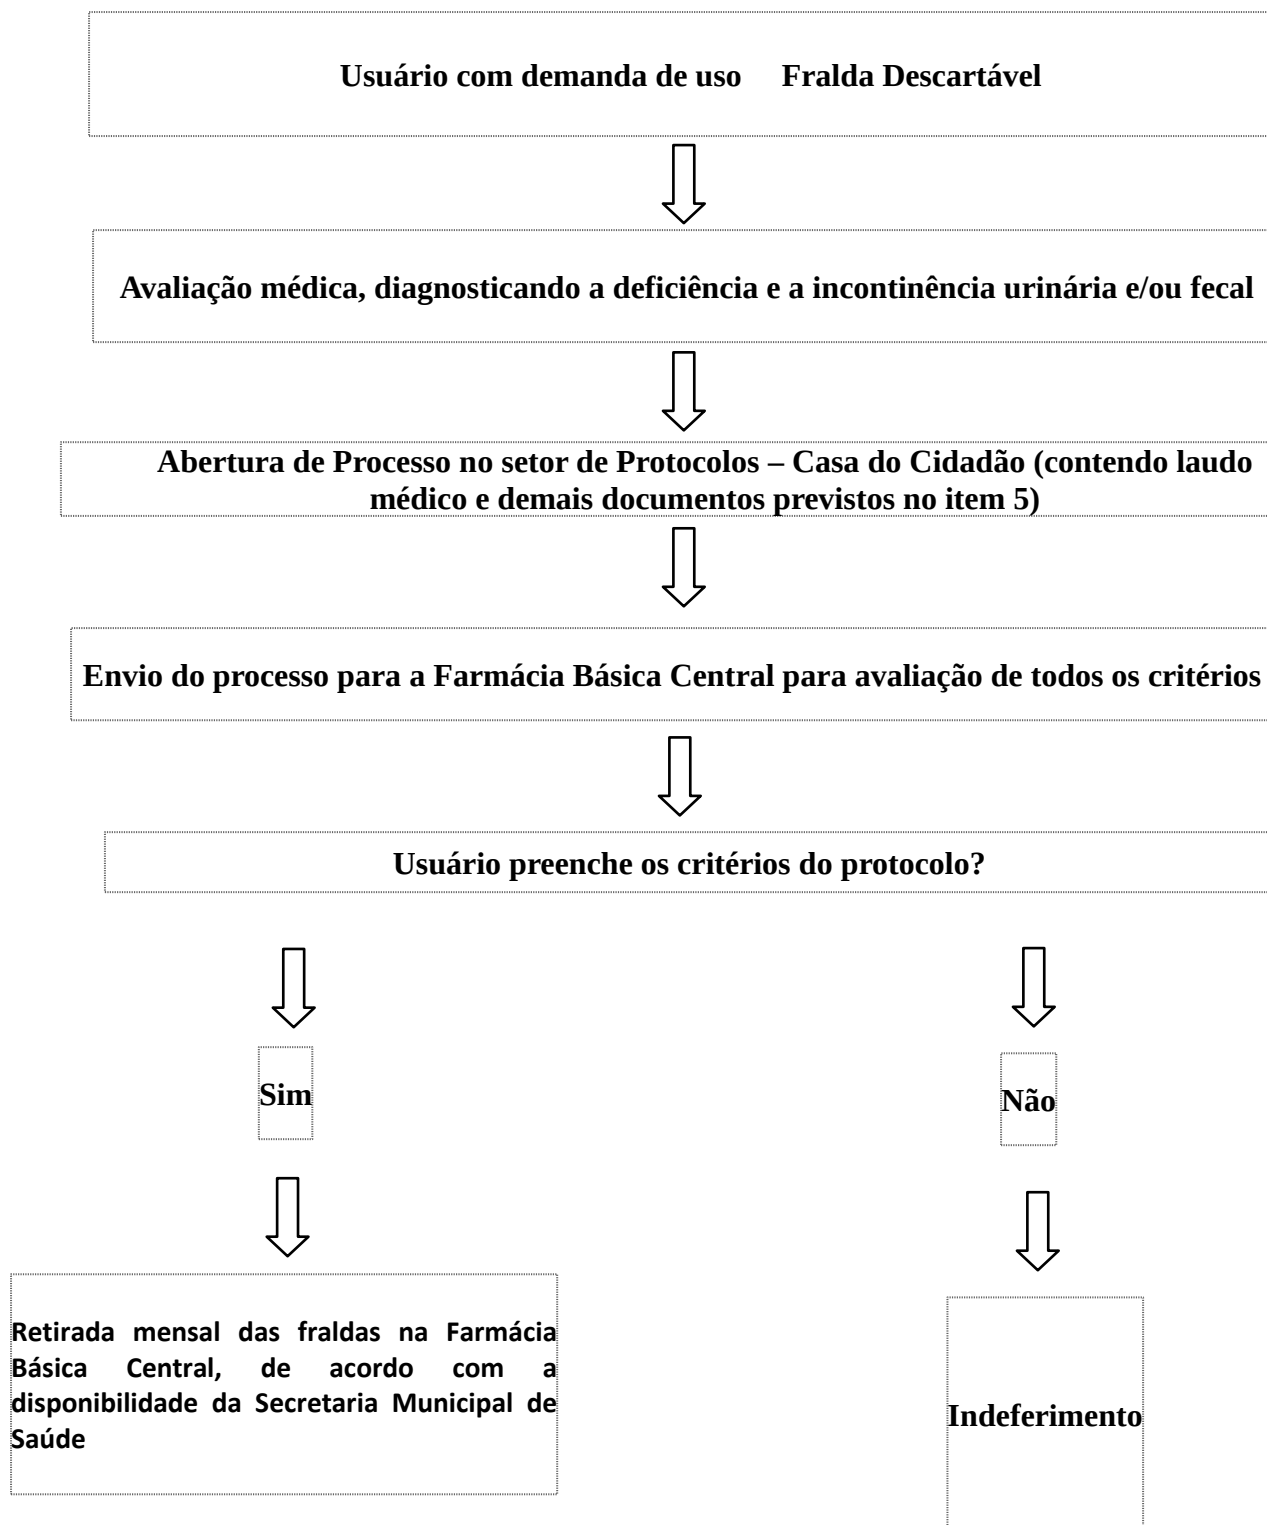 Usuário com demanda de uso Fralda Descartável
Avaliação médica, diagnosticando a deficiência e a incontinência urinária e/ou fecal
Abertura de Processo no setor de Protocolos – Casa do Cidadão (contendo laudo
médico e demais documentos previstos no item 5)
Envio do processo para a Farmácia Básica Central para avaliação de todos os critérios
Usuário preenche os critérios do protocolo?
Sim
Não
Retirada mensal das fraldas na Farmácia
Básica Central, de acordo com a
disponibilidade da Secretaria Municipal de
Saúde
Indeferimento